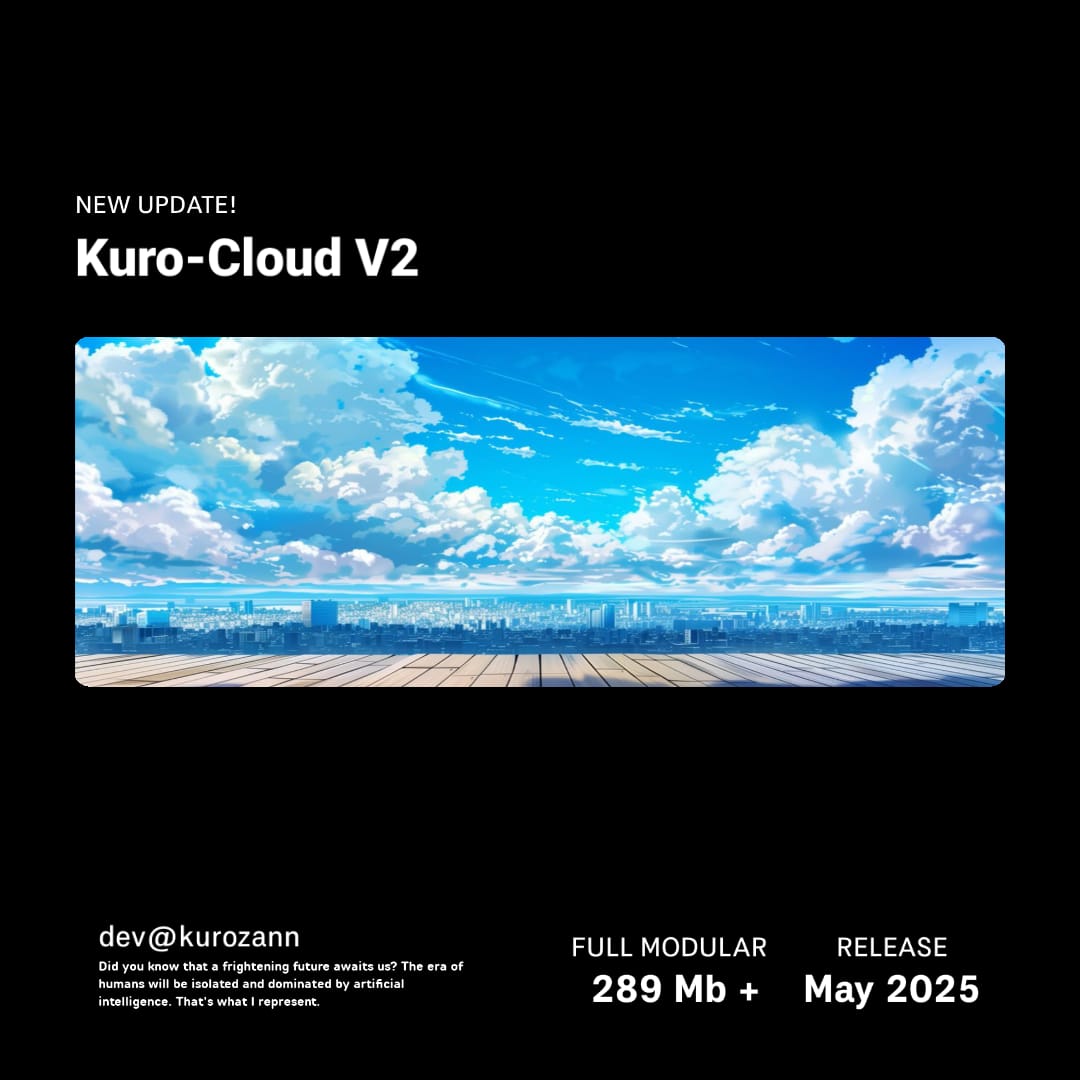 NEW UPDATE!
Kuro-Cloud V2
dev@kurozann
Did you know that a frightening future awaits us? The era of
humans will be isolated and dominated by artificial
intelligence. That's what I represent.
FULL MODULAR
289 Mb +
RELEASE
May 2025